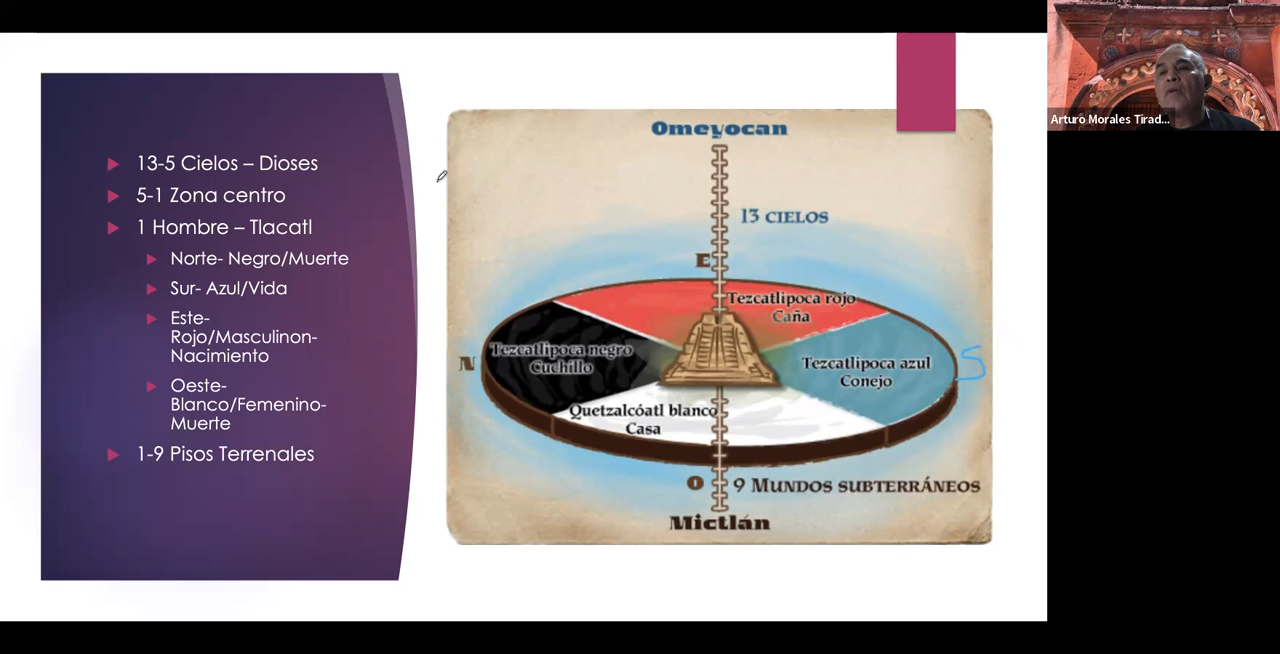 13-5 Cielos – Dioses
5-1 Zona centro
1 Hombre – Tlacatl
Norte- Negro/Muerte
Sur- Azul/Vida
Este-
Rojo/Masculinon-
Nacimiento
Oeste-
Blanco/Femenino-
Muerte
1-9 Pisos Terrenales
Omeyocan
13 CIELOS
E
Tezcatlipoca rojo
Caña
N
Tezcatlipoca negro
Cuchillo
Tezcatlipoca azul
Conejo
S
Quetzalcóatl blanco
Casa
O
9 MUNDOS SUBTERRÁNEOS
Mictlán
Arturo Morales Tirad...